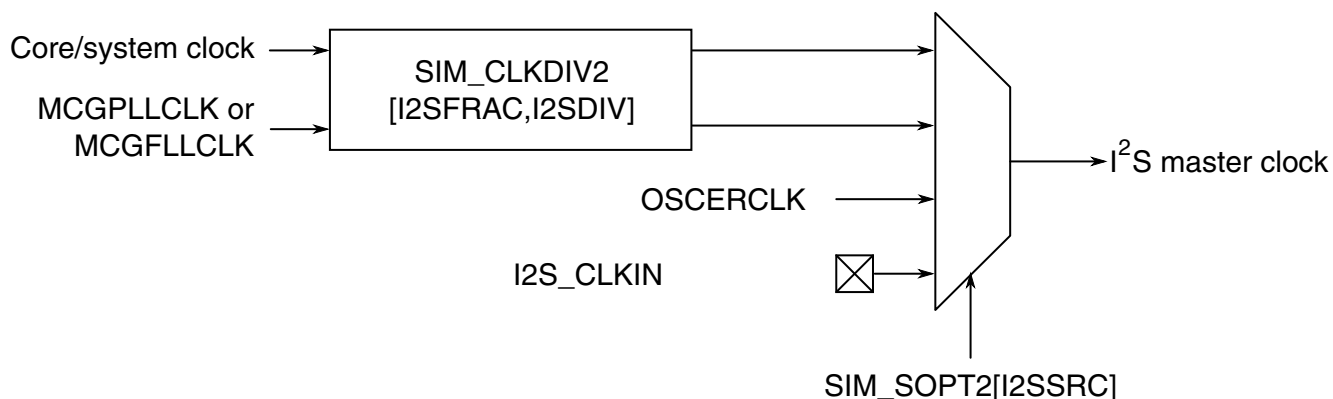 Core/system clock
SIM_CLKDIV2
[I2SFRAC,I2SDIV]
MCGPLLCLK or
MCGFLLCLK
I²S master clock
OSCERCLK
I2S_CLKIN
SIM_SOPT2[I2SSRC]